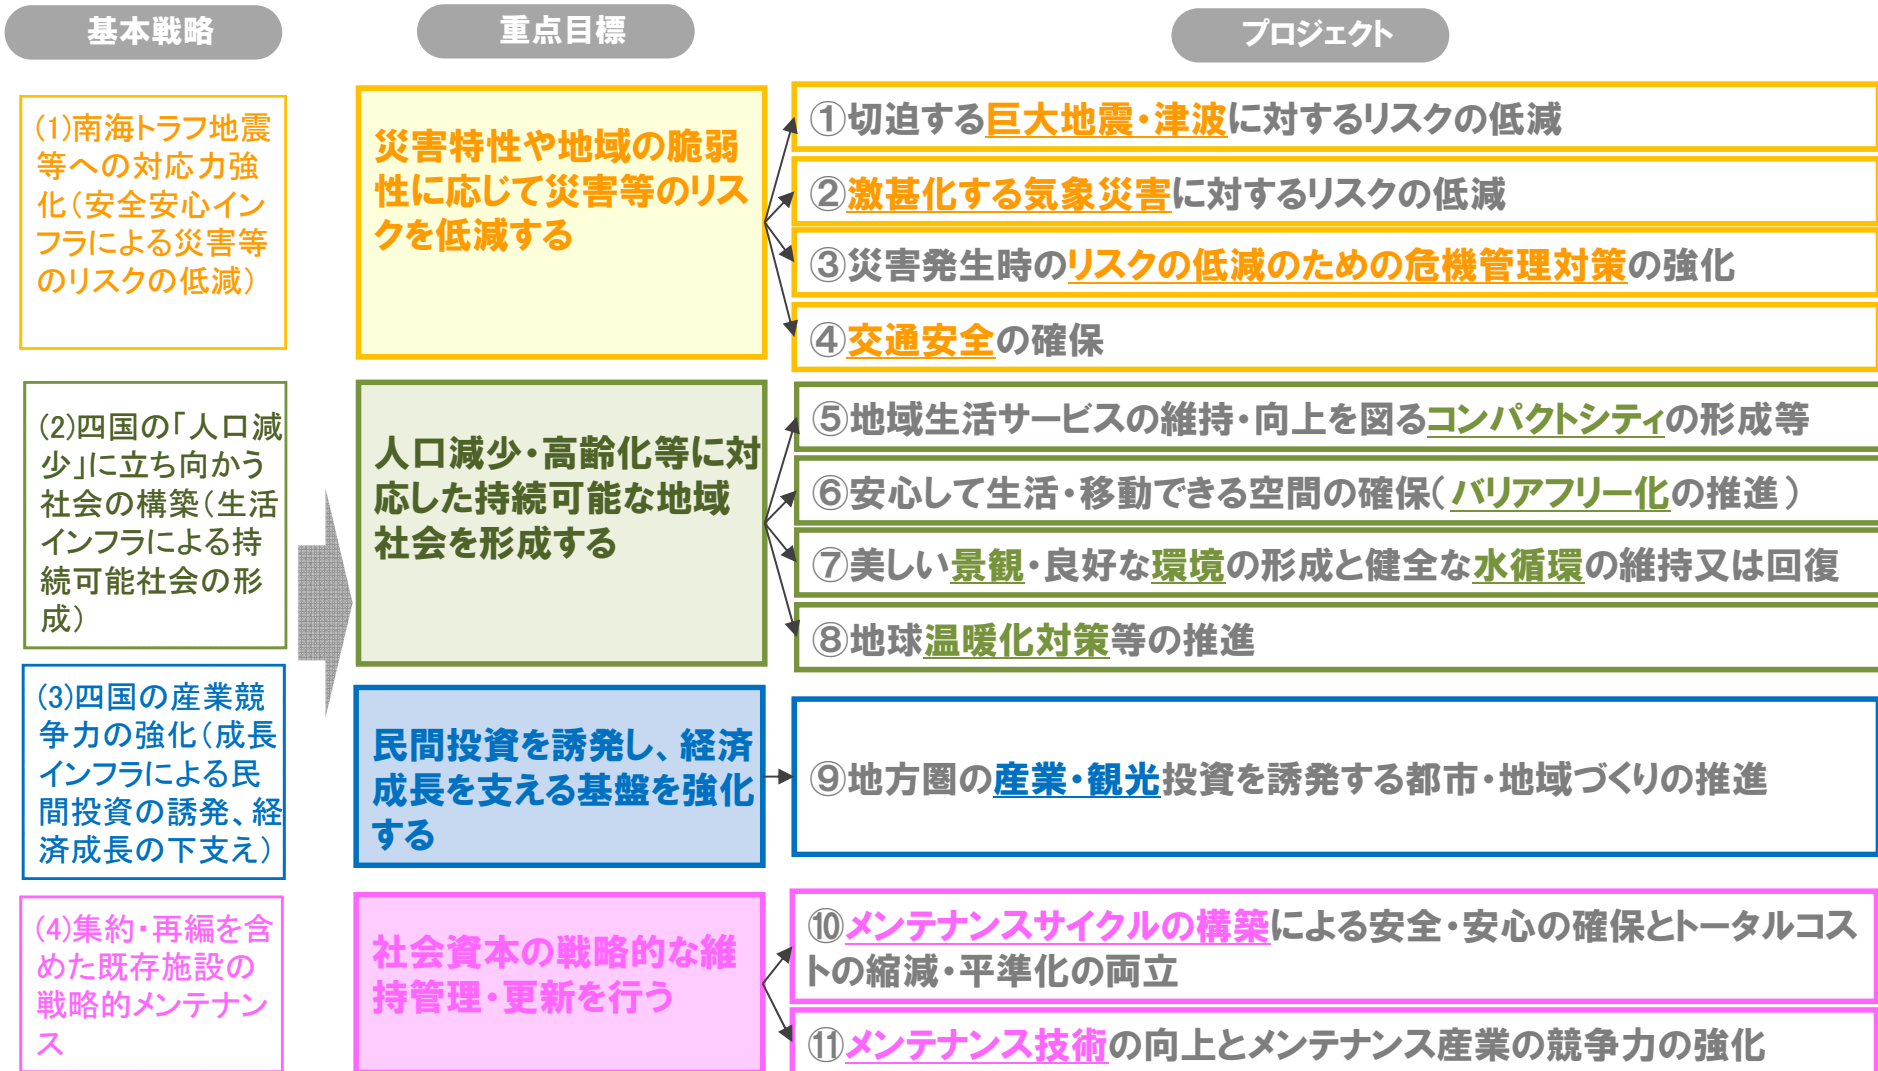 基本戦略
重点目標
プロジェクト
(1)南海トラフ地震
等への対応力強
化(安全安心イン
フラによる災害等
のリスクの低減)
災害特性や地域の脆弱
性に応じて災害等のリス
クを低減する
①切迫する巨大地震・津波に対するリスクの低減
②激甚化する気象災害に対するリスクの低減
③災害発生時のリスクの低減のための危機管理対策の強化
④交通安全の確保
(2)四国の「人口減
少」に立ち向かう
社会の構築(生活
インフラによる持
続可能社会の形
成)
人口減少・高齢化等に対
応した持続可能な地域
社会を形成する
⑤地域生活サービスの維持・向上を図るコンパクトシティの形成等
⑥安心して生活・移動できる空間の確保(バリアフリー化の推進)
⑦美しい景観・良好な環境の形成と健全な水循環の維持又は回復
⑧地球温暖化対策等の推進
(3)四国の産業競
争力の強化(成長
インフラによる民
間投資の誘発、経
済成長の下支え)
民間投資を誘発し、経済
成長を支える基盤を強化
する
⑨地方圏の産業・観光投資を誘発する都市・地域づくりの推進
(4)集約・再編を含
めた既存施設の
戦略的メンテナン
ス
社会資本の戦略的な維
持管理・更新を行う
⑩メンテナンスサイクルの構築による安全・安心の確保とトータルコス
トの縮減・平準化の両立
⑪メンテナンス技術の向上とメンテナンス産業の競争力の強化